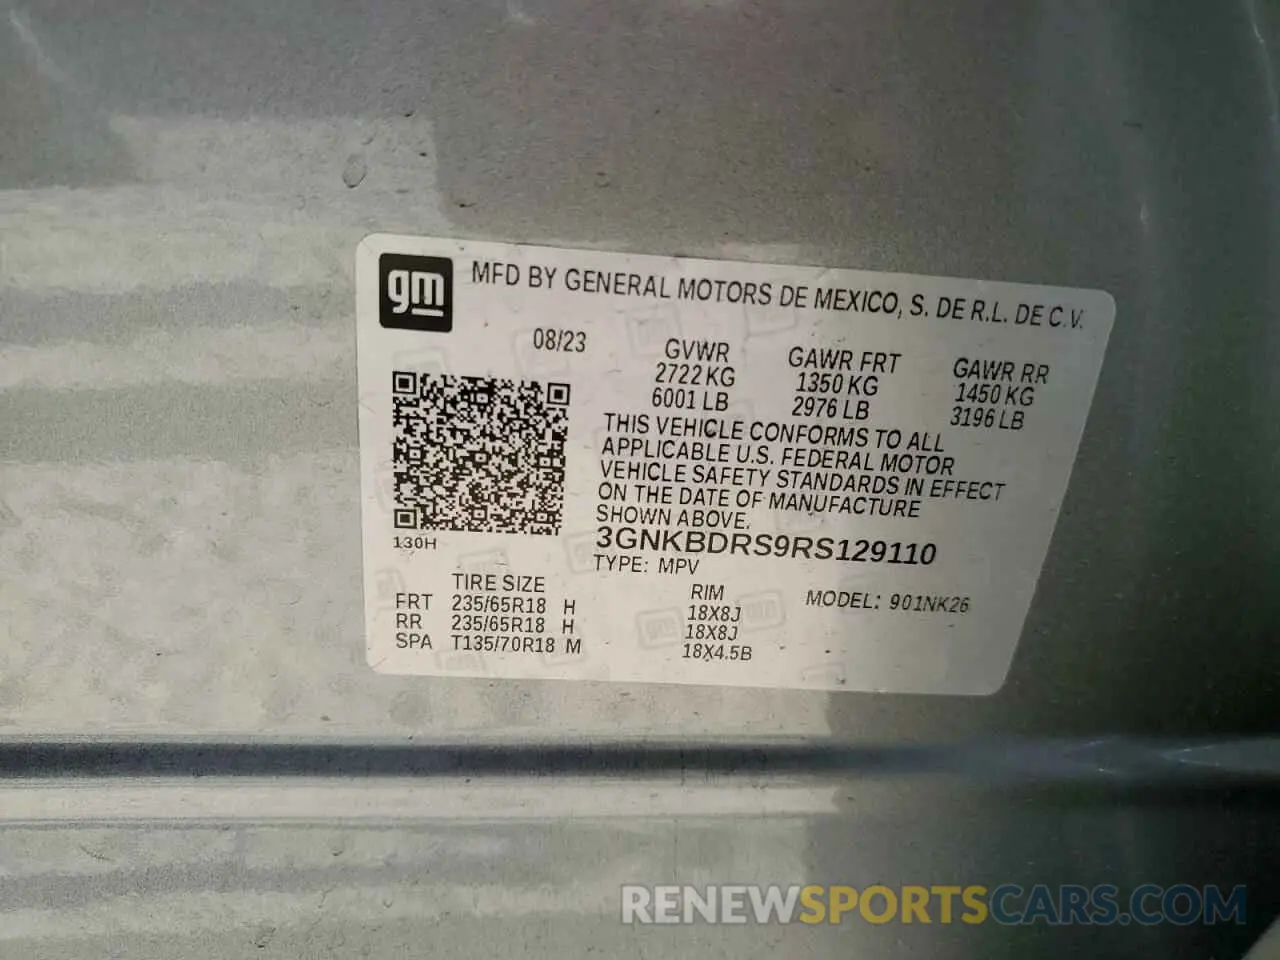 gm
MFD BY GENERAL MOTORS DE MEXICO, S. DE R.L. DE C.V.
08/23
GVWR
2722 KG
6001 LB
GAWR FRT
1350 KG
2976 LB
GAWR RR
1450 KG
3196 LB
THIS VEHICLE CONFORMS TO ALL
APPLICABLE U.S. FEDERAL MOTOR
VEHICLE SAFETY STANDARDS IN EFFECT
ON THE DATE OF MANUFACTURE
SHOWN ABOVE.
3GNKBDRS9RS129110
TYPE: MPV
130H
TIRE SIZE
RIM
MODEL: 901NK26
FRT 235/65R18 H 18X8J
RR 235/65R18 H 18X8J
SPA T135/70R18 M 18X4.5B
RENEWSPORTSCARS.COM